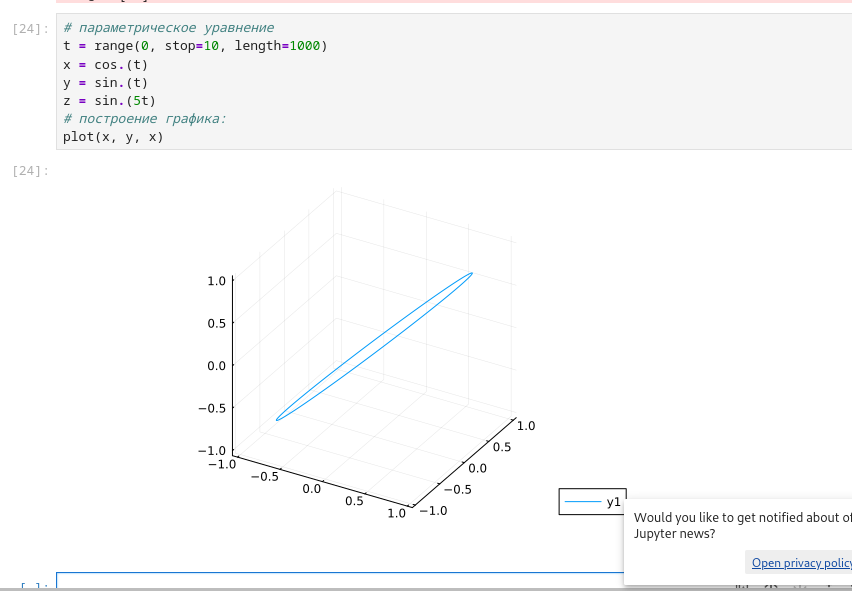 [24]:
# параметрическое уравнение
t = range(0, stop=10, length=1000)
x = cos.(t)
y = sin.(t)
z = sin.(5t)
# построение графика:
plot(x, y, x)
[24]:
1.0
0.5
0.0
−0.5
−1.0
−1.0
−0.5
0.0
0.5
1.0
−1.0
−0.5
0.0
0.5
1.0
y1
Would you like to get notified about of
Jupyter news?
Open privacy policy